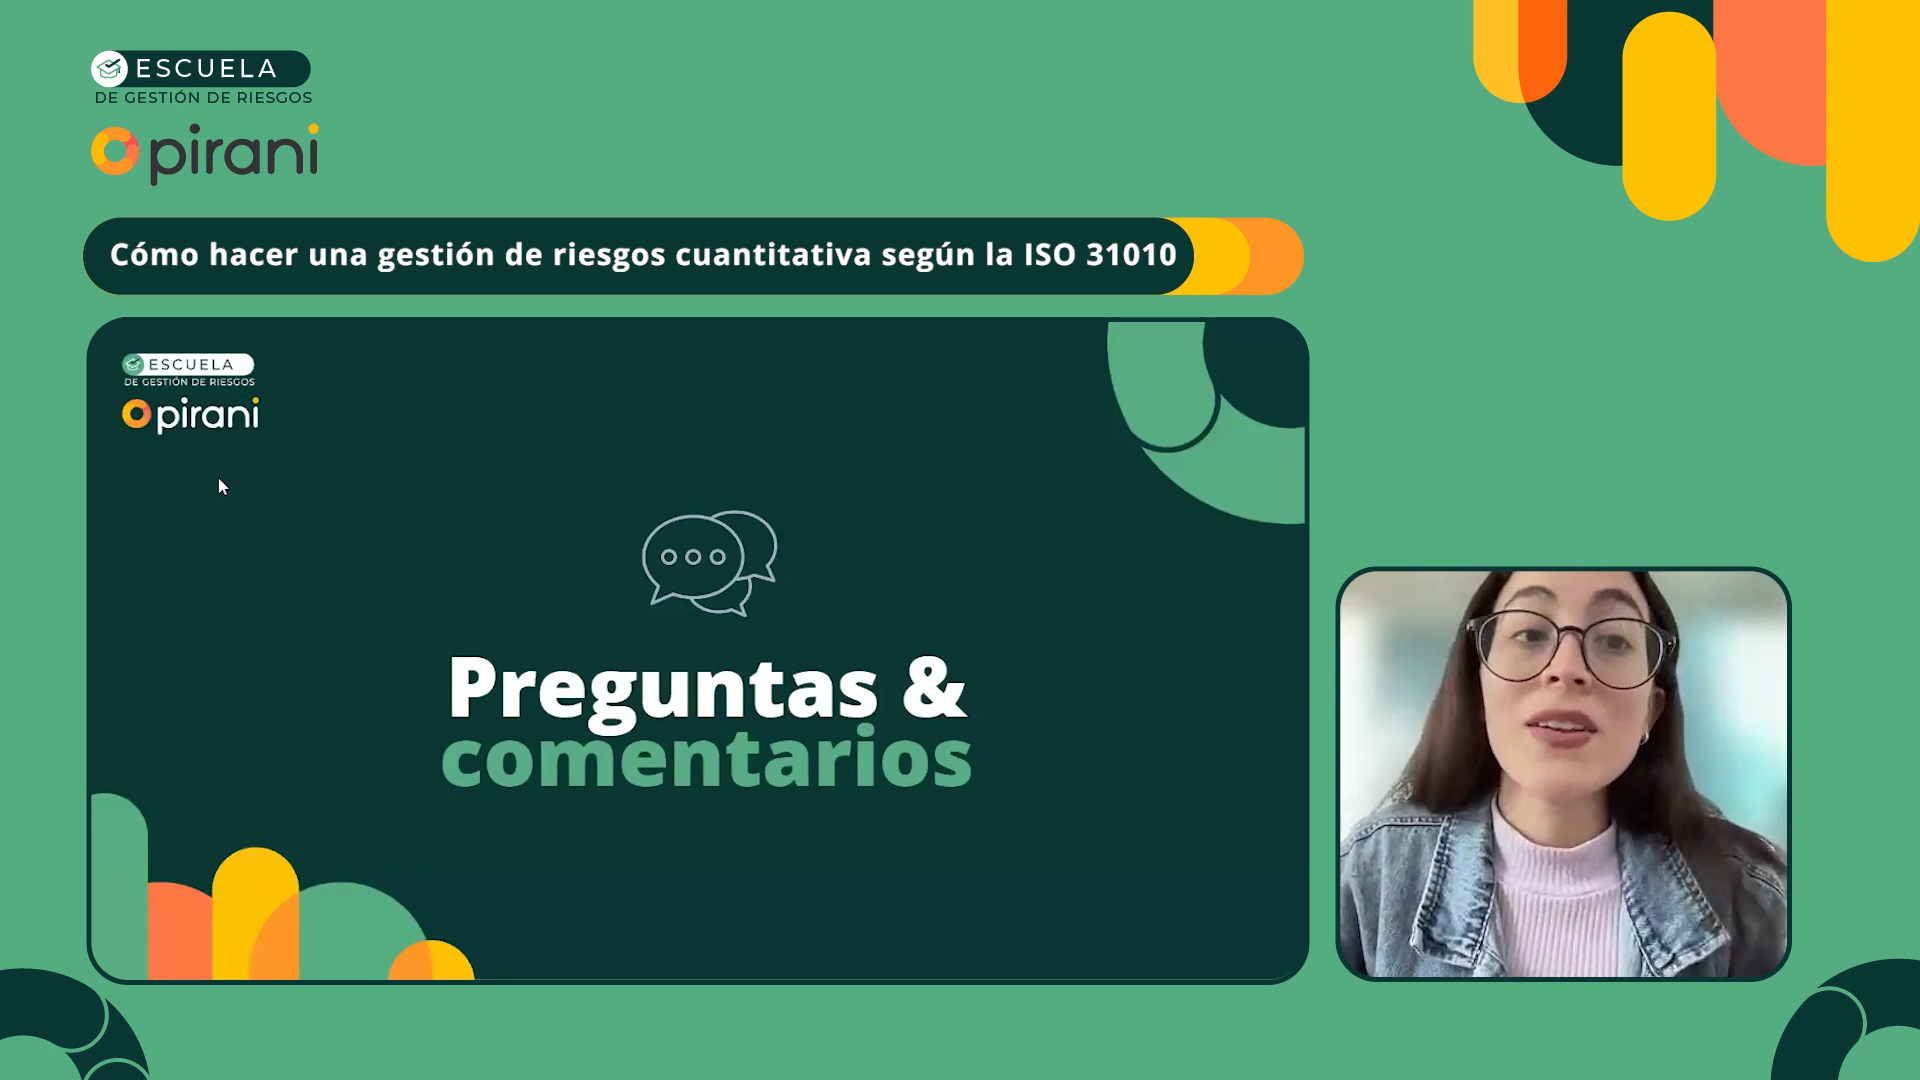 ESCUELA
DE GESTIÓN DE RIESGOS
pirani
Cómo hacer una gestión de riesgos cuantitativa según la ISO 31010
ESCUELA
DE GESTIÓN DE RIESGOS
pirani
Preguntas &
comentarios